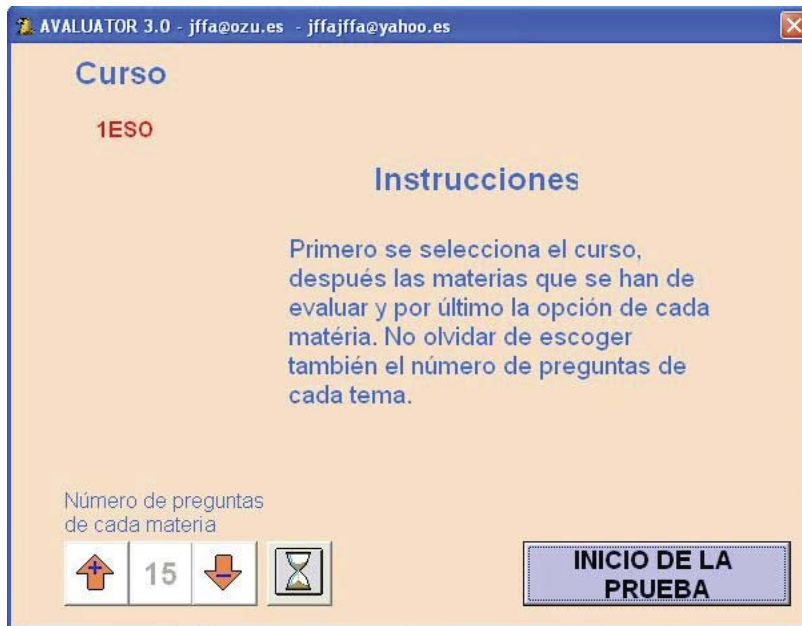 AVALUATOR 3.0 - jffa@ozu.es - jffajffa@yahoo.es
Curso
1ESO
Instrucciones
Primero se selecciona el curso,
después las materias que se han de
evaluar y por último la opción de cada
matéria. No olvidar de escoger
también el número de preguntas de
cada tema.
Número de preguntas
de cada materia
+ 15 -
INICIO DE LA
PRUEBA